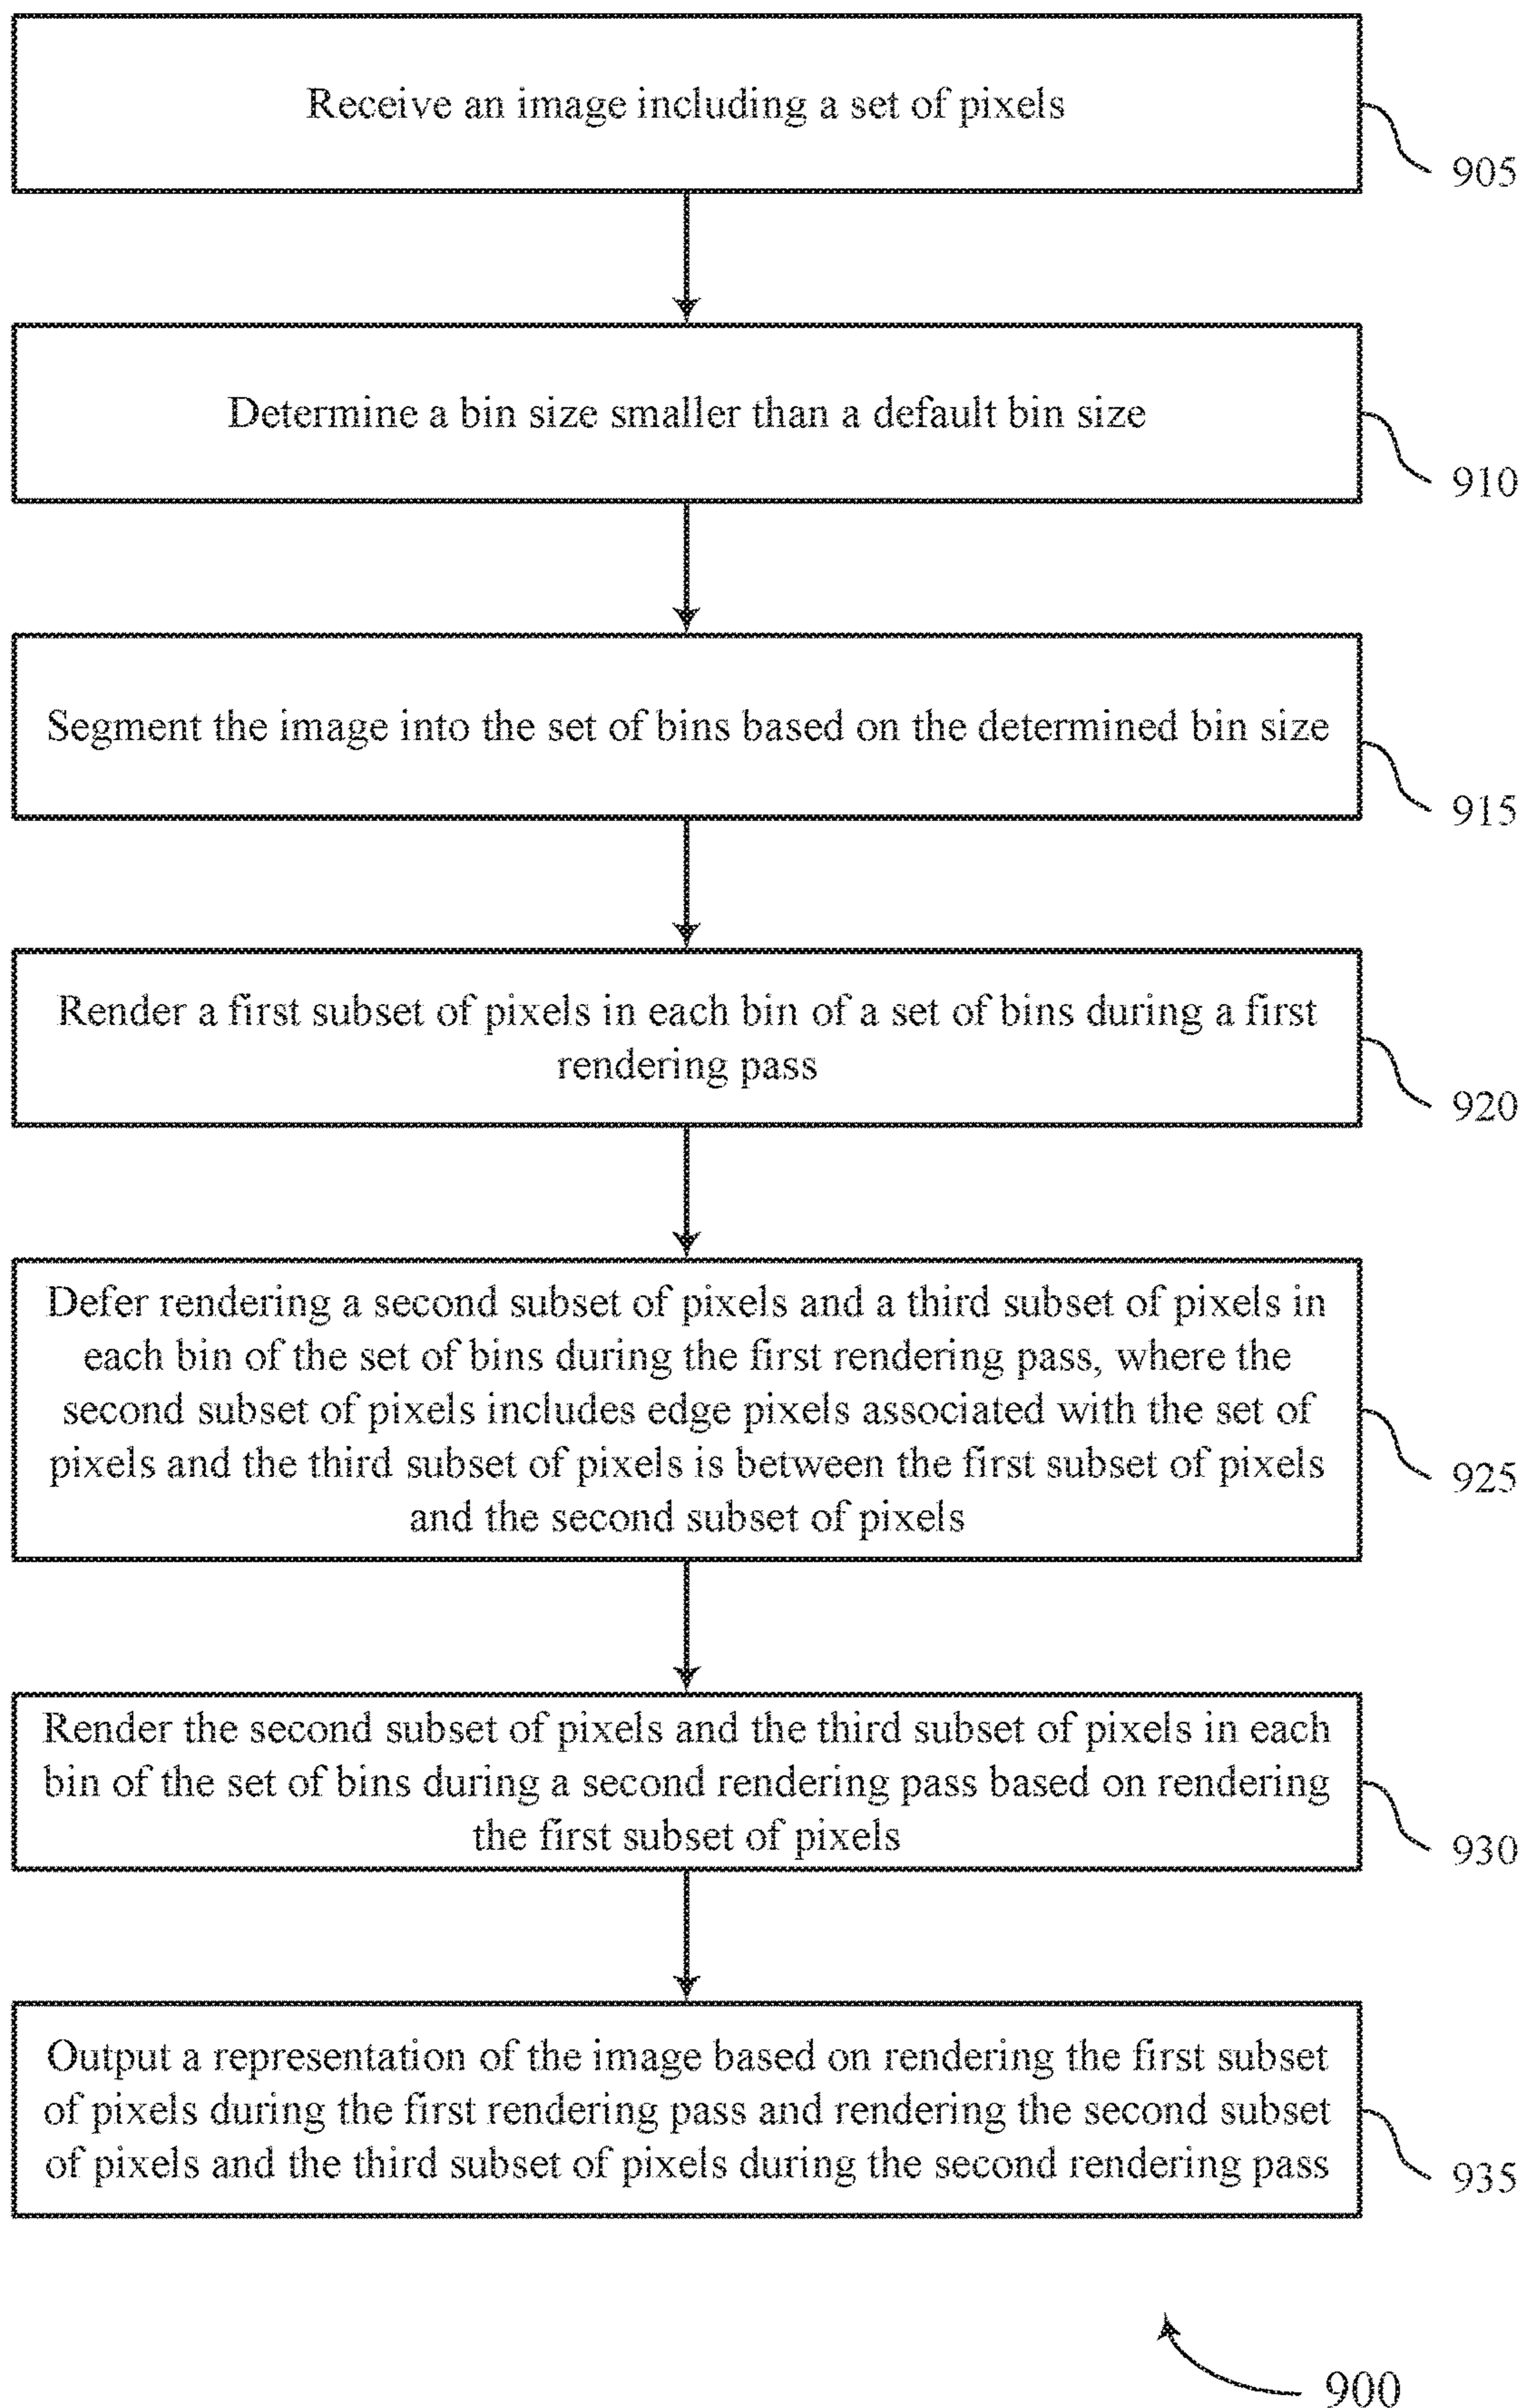 Receive an image including a set of pixels
905
Determine a bin size smaller than a default bin size
910
Segment the image into the set of bins based on the determined bin size
915
Render a first subset of pixels in each bin of a set of bins during a first
rendering pass
920
Defer rendering a second subset of pixels and a third subset of pixels in
each bin of the set of bins during the first rendering pass, where the
second subset of pixels includes edge pixels associated with the set of
pixels and the third subset of pixels is between the first subset of pixels
and the second subset of pixels
925
Render the second subset of pixels and the third subset of pixels in each
bin of the set of bins during a second rendering pass based on rendering
the first subset of pixels
930
Output a representation of the image based on rendering the first subset
of pixels during the first rendering pass and rendering the second subset
of pixels and the third subset of pixels during the second rendering pass
935
900